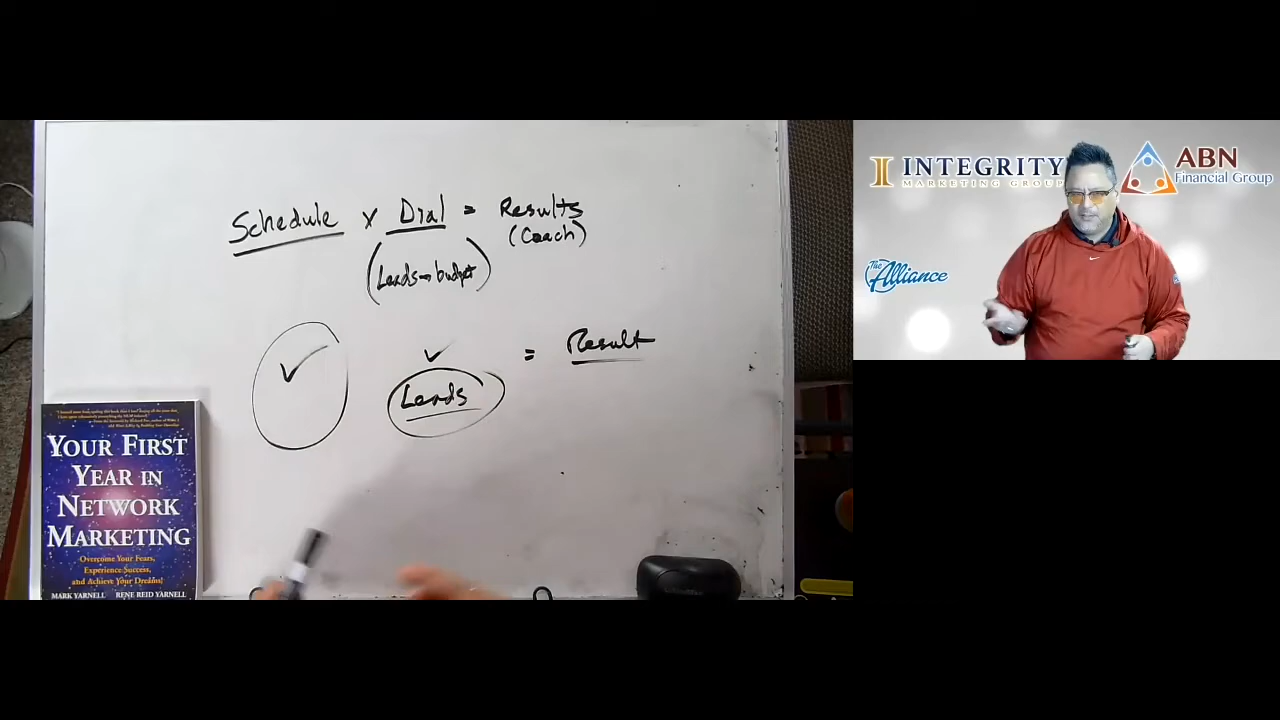 Schedule x Dial = Results
(Coach)
(Leads → budget)
= Result
Leads
YOUR FIRST
YEAR IN
NETWORK
MARKETING
Overcome Your Fears,
Experience Success,
and Achieve Your Dreams!
MARK YARNELL RENE REID YARNELL
INTEGRITY
MARKETING GROUP
ABN
Financial Group
The
Alliance